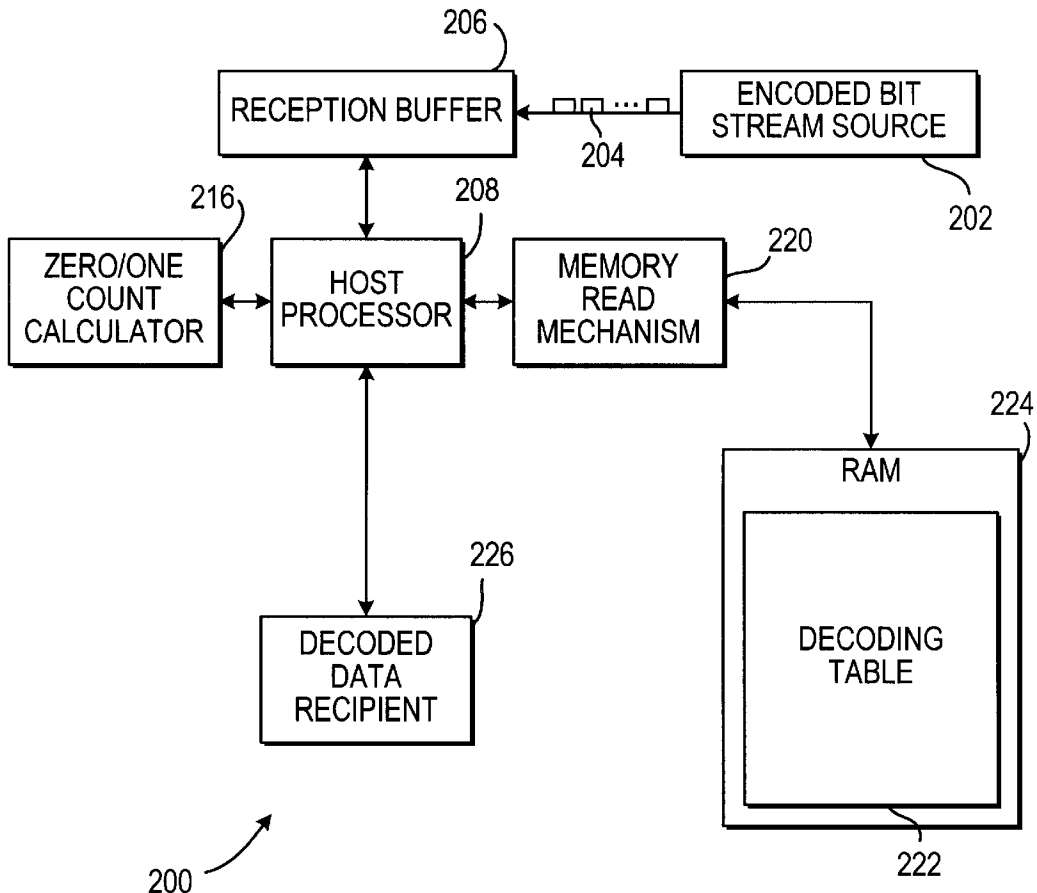 206
RECEPTION BUFFER
204
ENCODED BIT
STREAM SOURCE
202
216
ZERO/ONE
COUNT
CALCULATOR
208
HOST
PROCESSOR
220
MEMORY
READ
MECHANISM
224
RAM
DECODING
TABLE
222
226
DECODED
DATA
RECIPIENT
200